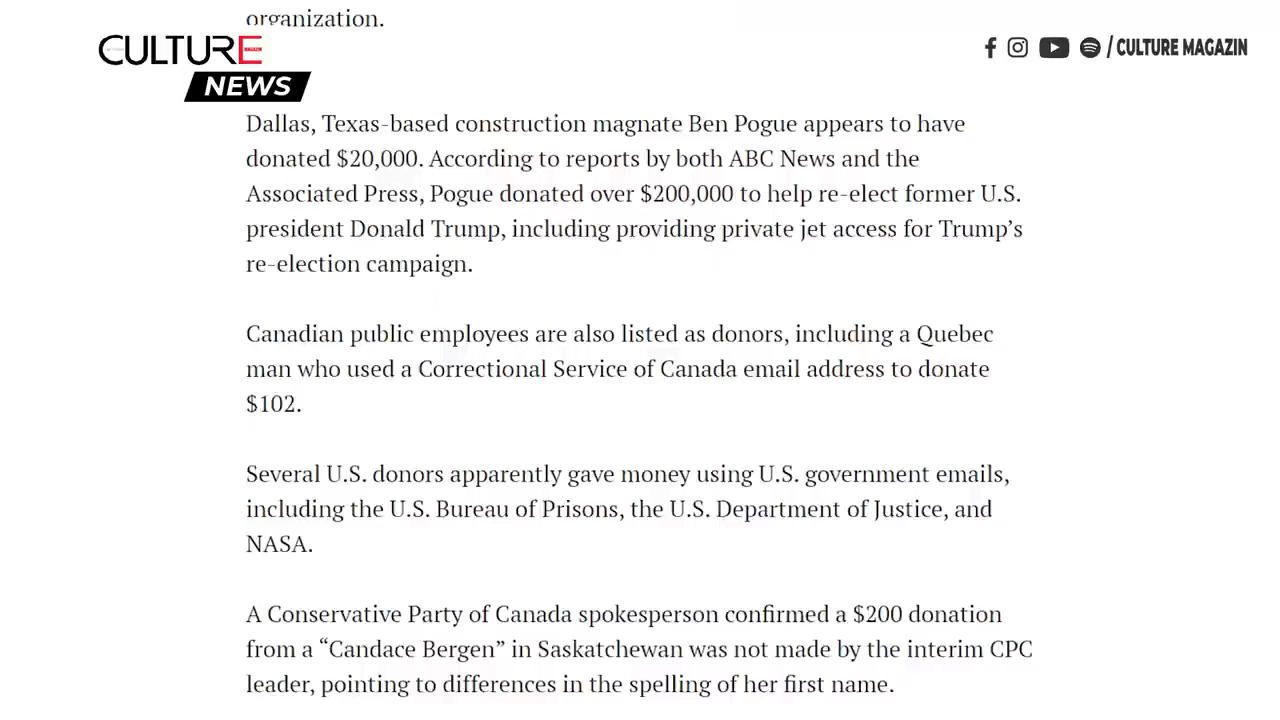 organization.
CULTURE
NEWS
/ CULTURE MAGAZIN
Dallas, Texas-based construction magnate Ben Pogue appears to have
donated $20,000. According to reports by both ABC News and the
Associated Press, Pogue donated over $200,000 to help re-elect former U.S.
president Donald Trump, including providing private jet access for Trump’s
re-election campaign.
Canadian public employees are also listed as donors, including a Quebec
man who used a Correctional Service of Canada email address to donate
$102.
Several U.S. donors apparently gave money using U.S. government emails,
including the U.S. Bureau of Prisons, the U.S. Department of Justice, and
NASA.
A Conservative Party of Canada spokesperson confirmed a $200 donation
from a “Candace Bergen” in Saskatchewan was not made by the interim CPC
leader, pointing to differences in the spelling of her first name.